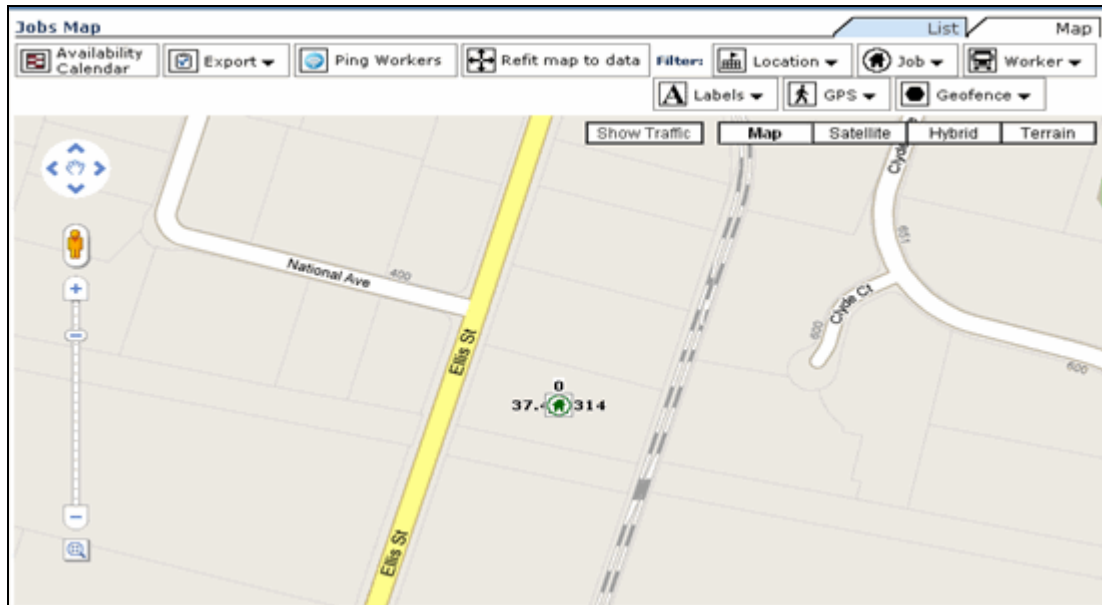 Jobs Map
List
Map
Availability
Calendar
Export
Ping Workers
Refit map to data
Filter:
Location
Job
Worker
A
Labels
GPS
Geofence
Show Traffic
Map
Satellite
Hybrid
Terrain
651
National Ave
400
Clyde Ct
600
600
Ellis St
0
37.
314
Ellis St